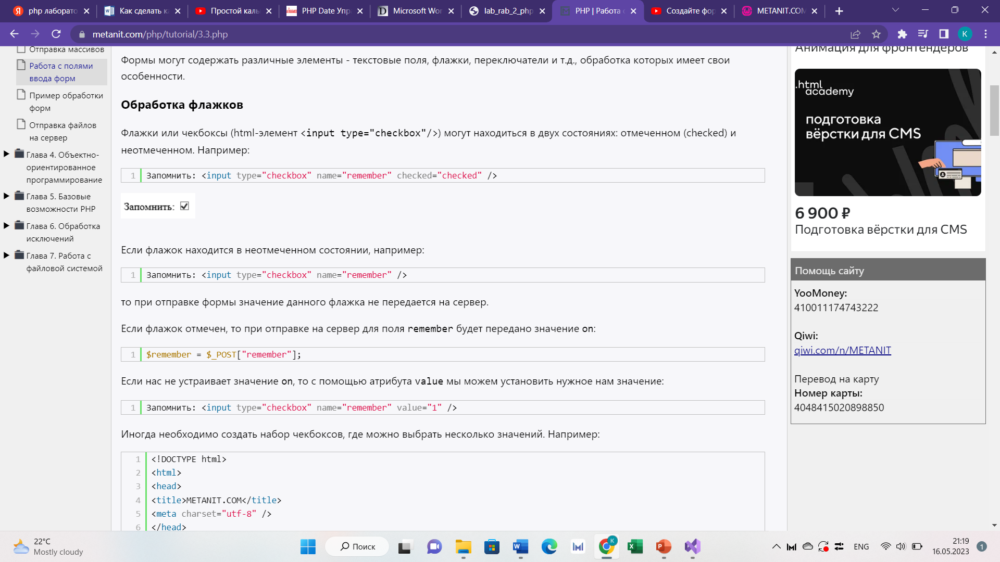 php лаборато
Как сделать к
Простой каль
PHP Date Упр
Microsoft Wor
lab_rab_2_php
PHP | Работа с
Создайте фор
METANIT.COM
metanit.com/php/tutorial/3.3.php
K
Отправка массивов
Работа с полями
ввода форм
Пример обработки
форм
Отправка файлов
на сервер
Глава 4. Объектно-
ориентированное
программирование
Глава 5. Базовые
возможности PHP
Глава 6. Обработка
исключений
Глава 7. Работа с
файловой системой
Формы могут содержать различные элементы - текстовые поля, флажки, переключатели и т.д., обработка которых имеет свои
особенности.
Обработка флажков
Флажки или чекбоксы (html-элемент <input type="checkbox"/>) могут находиться в двух состояниях: отмеченном (checked) и
неотмеченном. Например:
1 Запомнить: <input type="checkbox" name="remember" checked="checked" />
Запомнить:
Если флажок находится в неотмеченном состоянии, например:
1 Запомнить: <input type="checkbox" name="remember" />
то при отправке формы значение данного флажка не передается на сервер.
Если флажок отмечен, то при отправке на сервер для поля remember будет передано значение on:
1 $remember = $_POST["remember"];
Если нас не устраивает значение on, то с помощью атрибута value мы можем установить нужное нам значение:
1 Запомнить: <input type="checkbox" name="remember" value="1" />
Иногда необходимо создать набор чекбоксов, где можно выбрать несколько значений. Например:
1 <!DOCTYPE html>
2 <html>
3 <head>
4 <title>METANIT.COM</title>
5 <meta charset="utf-8" />
6 </head>
Анимация для фронтендеров
.html
academy
подготовка
вёрстки для CMS
6 900 ₽
Подготовка вёрстки для CMS
Помощь сайту
YooMoney:
410011174743222
Qiwi:
qiwi.com/n/METANIT
Перевод на карту
Номер карты:
4048415020898850
22°C
Mostly cloudy
Поиск
K
ENG
21:19
16.05.2023
1